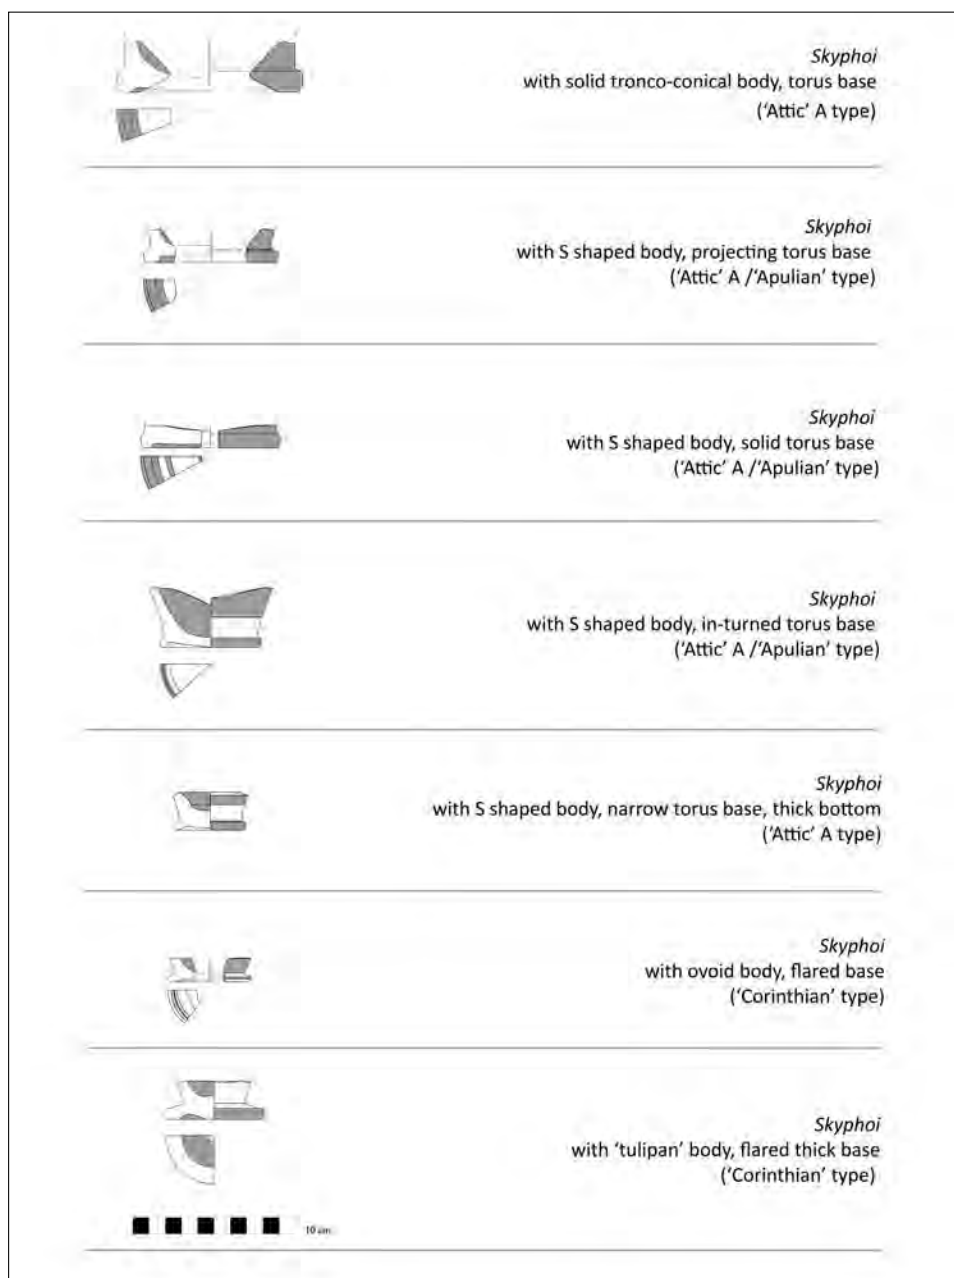 Skyphoi
with solid tronco-conical body, torus base
(‘Attic’ A type)
Skyphoi
with S shaped body, projecting torus base
(‘Attic’ A /‘Apulian’ type)
Skyphoi
with S shaped body, solid torus base
(‘Attic’ A /‘Apulian’ type)
Skyphoi
with S shaped body, in-turned torus base
(‘Attic’ A /‘Apulian’ type)
Skyphoi
with S shaped body, narrow torus base, thick bottom
(‘Attic’ A type)
Skyphoi
with ovoid body, flared base
(‘Corinthian’ type)
Skyphoi
with ‘tulipan’ body, flared thick base
(‘Corinthian’ type)
10 cm